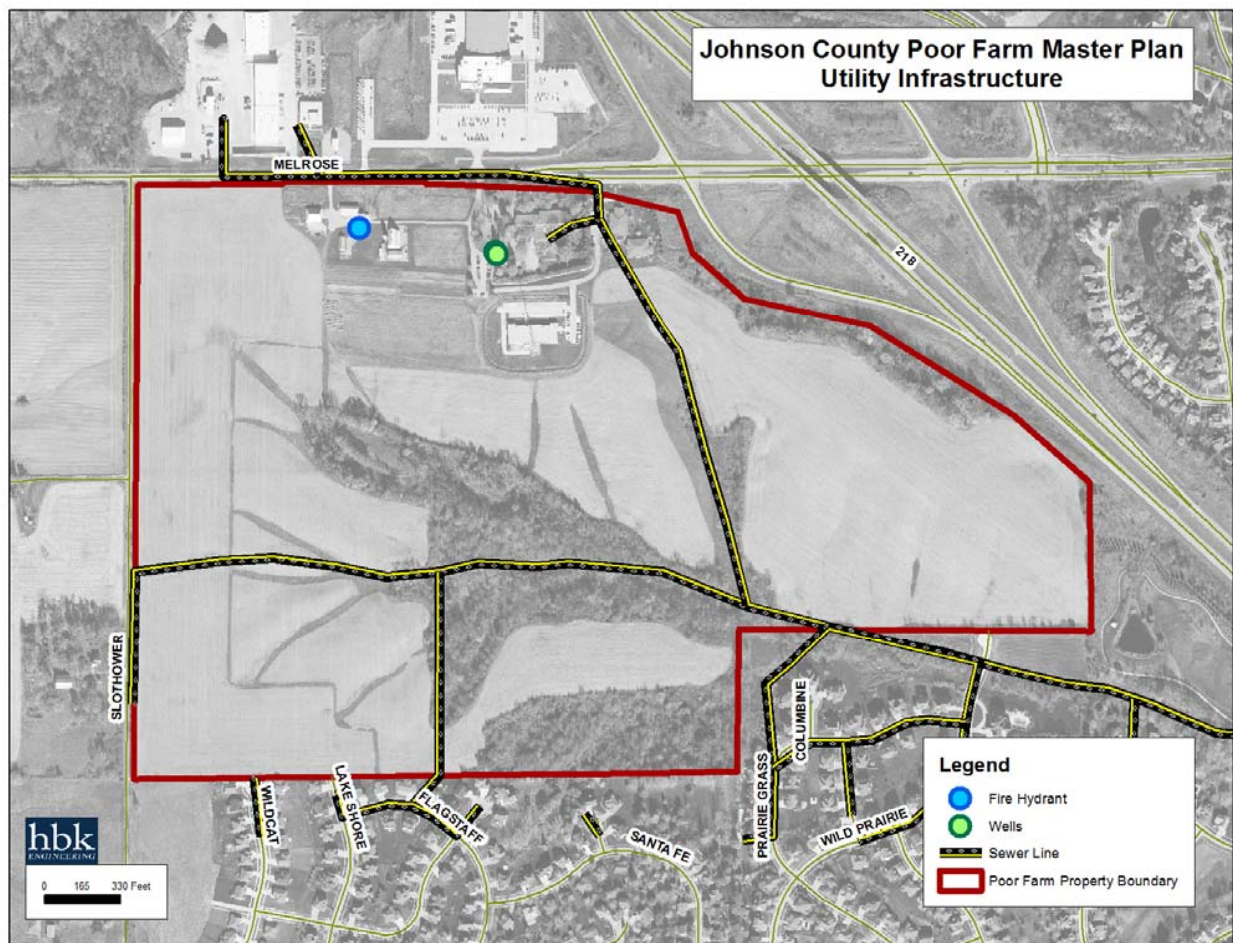 Johnson County Poor Farm Master Plan
Utility Infrastructure
MELROSE
218
SLOTHOWER
WILDCAT
LAKE SHORE
FLAGSTAFF
SANTA FE
PRAIRIE GRASS
COLUMBINE
WILD PRAIRIE
Legend
Fire Hydrant
Wells
Sewer Line
Poor Farm Property Boundary
hbk
ENGINEERING
0 165 330 Feet